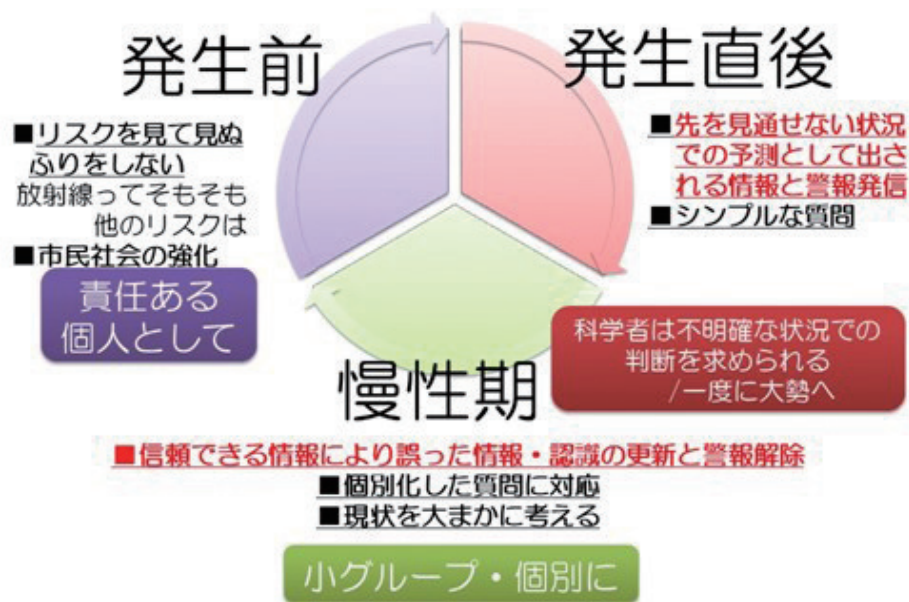 発生前
■リスクを見て見ぬ
ふりをしない
放射線ってそもそも
他のリスクは
■市民社会の強化
責任ある
個人として
発生直後
■先を見通せない状況
での予測として出さ
れる情報と警報発信
■シンプルな質問
科学者は不明確な状況での
判断を求められる
/一度に大勢へ
慢性期
■信頼できる情報により誤った情報・認識の更新と警報解除
■個別化した質問に対応
■現状を大まかに考える
小グループ・個別に